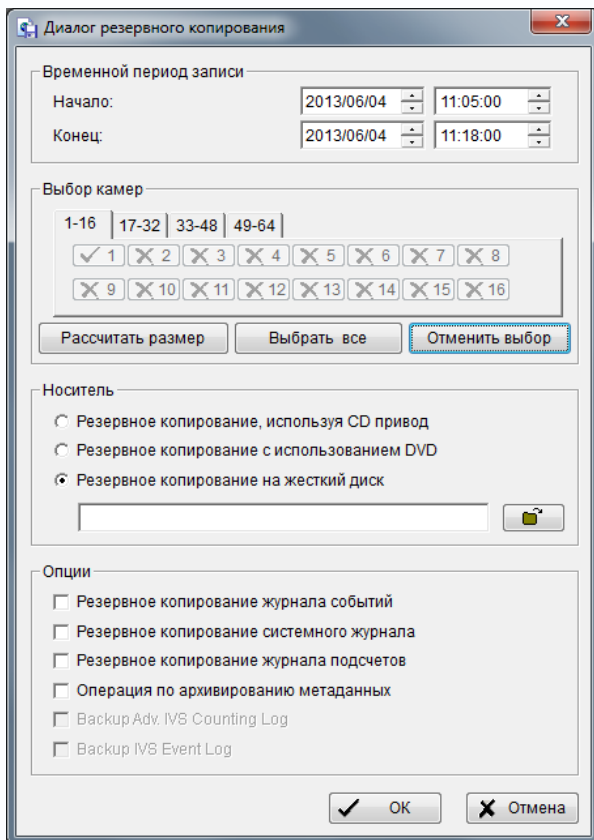 Диалог резервного копирования
Временной период записи
Начало: 2013/06/04 11:05:00
Конец: 2013/06/04 11:18:00
Выбор камер
1-16 17-32 33-48 49-64
1 2 3 4 5 6 7 8
9 10 11 12 13 14 15 16
Рассчитать размер Выбрать все Отменить выбор
Носитель
Резервное копирование, используя CD привод
Резервное копирование с использованием DVD
Резервное копирование на жесткий диск
Опции
Резервное копирование журнала событий
Резервное копирование системного журнала
Резервное копирование журнала подсчетов
Операция по архивированию метаданных
Backup Adv. IVS Counting Log
Backup IVS Event Log
ОК Отмена